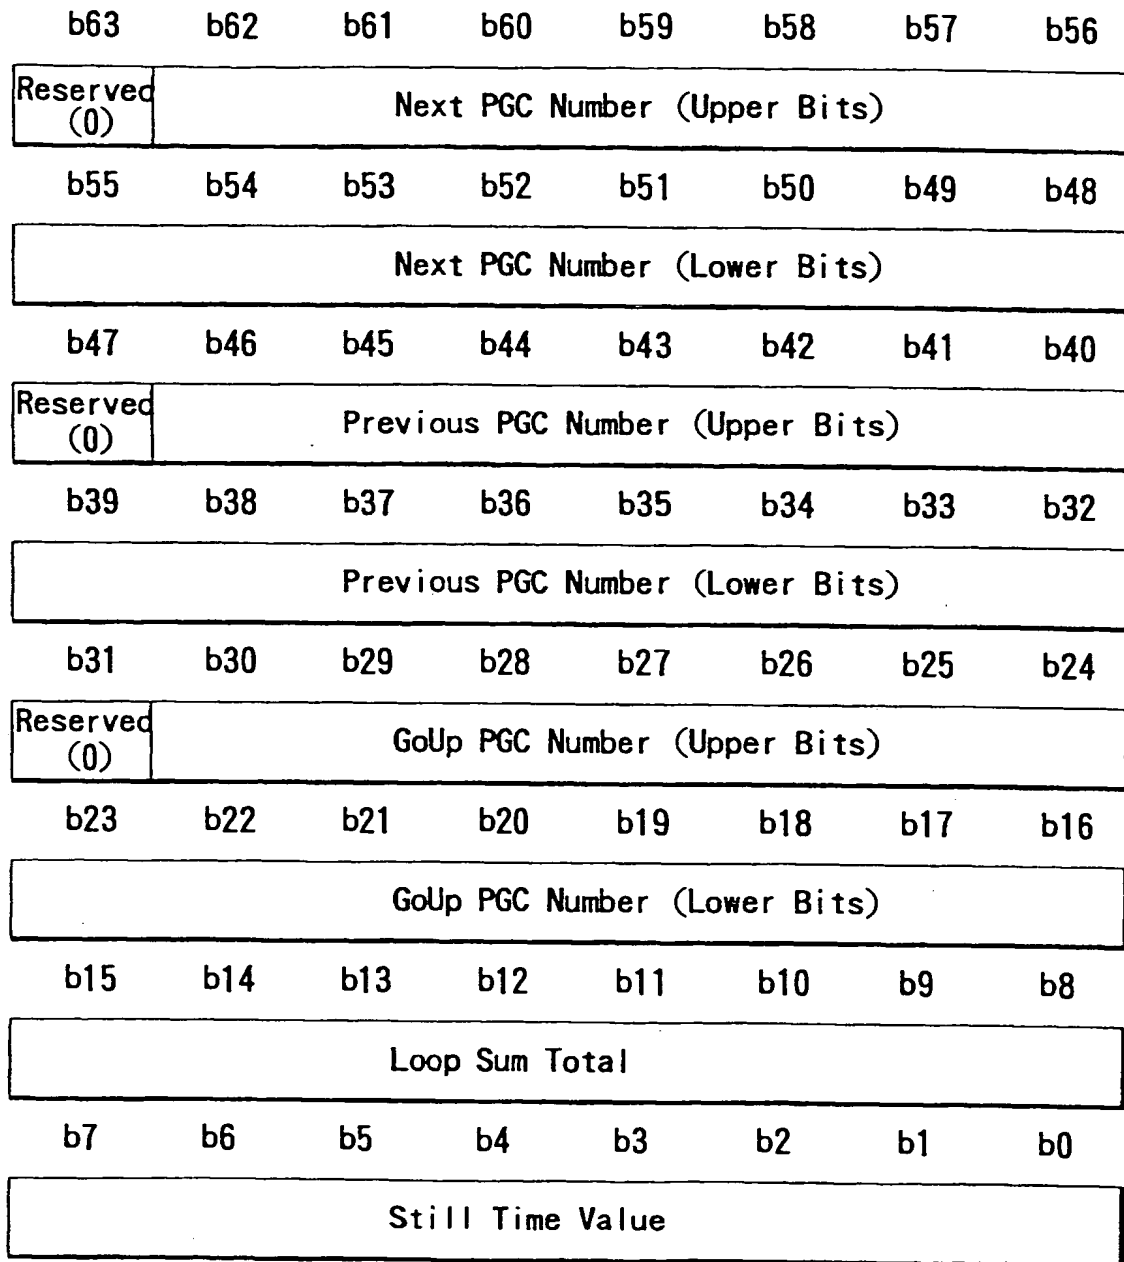 b63 b62 b61 b60 b59 b58 b57 b56
Reserved
(0)
Next PGC Number (Upper Bits)
b55 b54 b53 b52 b51 b50 b49 b48
Next PGC Number (Lower Bits)
b47 b46 b45 b44 b43 b42 b41 b40
Reserved
(0)
Previous PGC Number (Upper Bits)
b39 b38 b37 b36 b35 b34 b33 b32
Previous PGC Number (Lower Bits)
b31 b30 b29 b28 b27 b26 b25 b24
Reserved
(0)
GoUp PGC Number (Upper Bits)
b23 b22 b21 b20 b19 b18 b17 b16
GoUp PGC Number (Lower Bits)
b15 b14 b13 b12 b11 b10 b9 b8
Loop Sum Total
b7 b6 b5 b4 b3 b2 b1 b0
Still Time Value